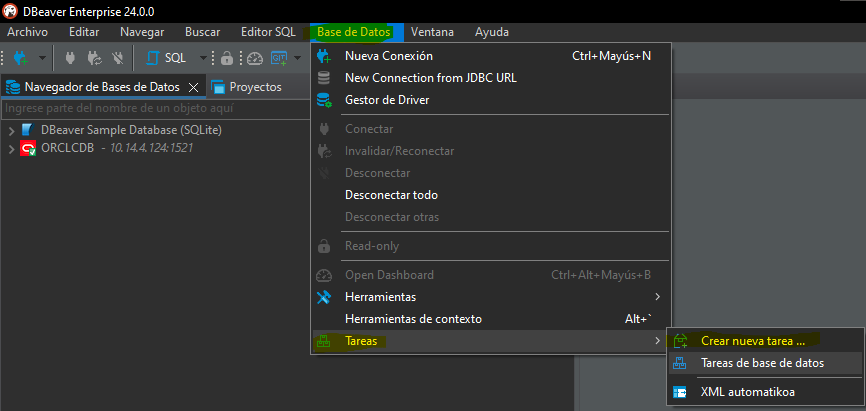 DBeaver Enterprise 24.0.0
Archivo Editar Navegar Buscar Editor SQL Base de Datos Ventana Ayuda
SQL
Navegador de Bases de Datos Proyectos
Ingrese parte del nombre de un objeto aquí
DBeaver Sample Database (SQLite)
ORCLCDB - 10.14.4.124:1521
Nueva Conexión Ctrl+Mayús+N
New Connection from JDBC URL
Gestor de Driver
Conectar
Invalidar/Reconectar
Desconectar
Desconectar todo
Desconectar otras
Read-only
Open Dashboard Ctrl+Alt+Mayús+B
Herramientas
Herramientas de contexto Alt+`
Tareas
Crear nueva tarea ...
Tareas de base de datos
XML automatikoa